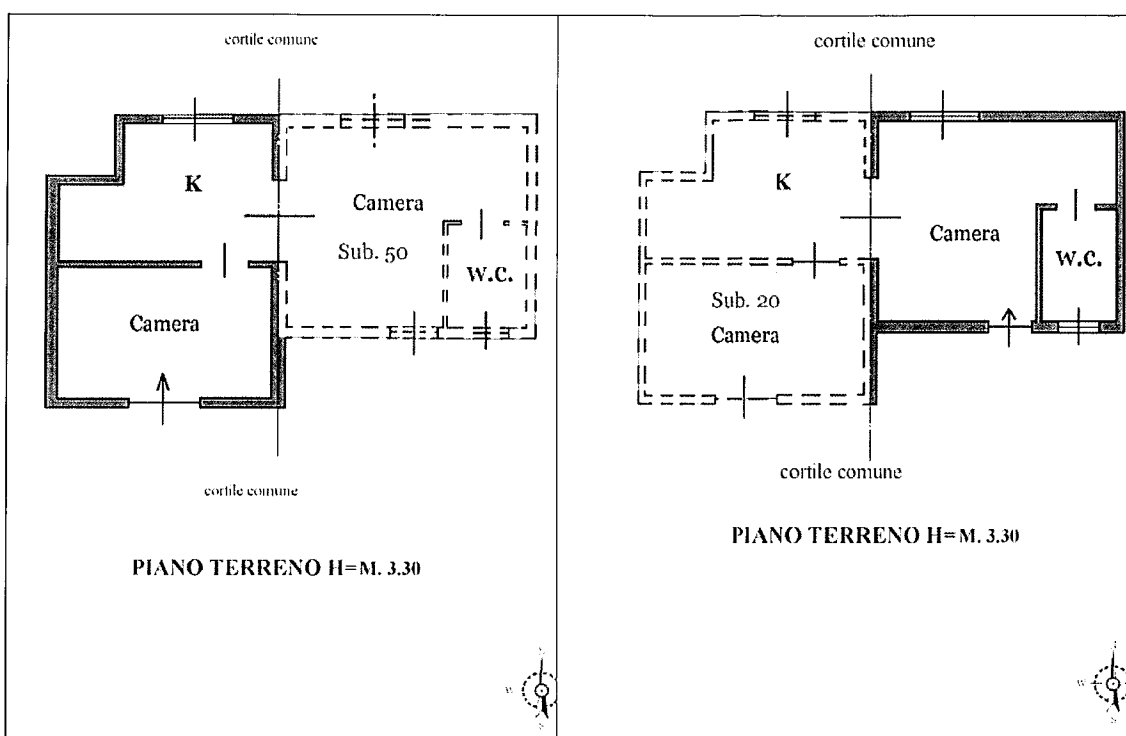 cortile comune
K
Camera
Sub. 50
W.C.
Camera
cortile comune
PIANO TERRENO H=M. 3.30
W
S
cortile comune
K
Camera
W.C.
Sub. 20
Camera
cortile comune
PIANO TERRENO H=M. 3.30
W